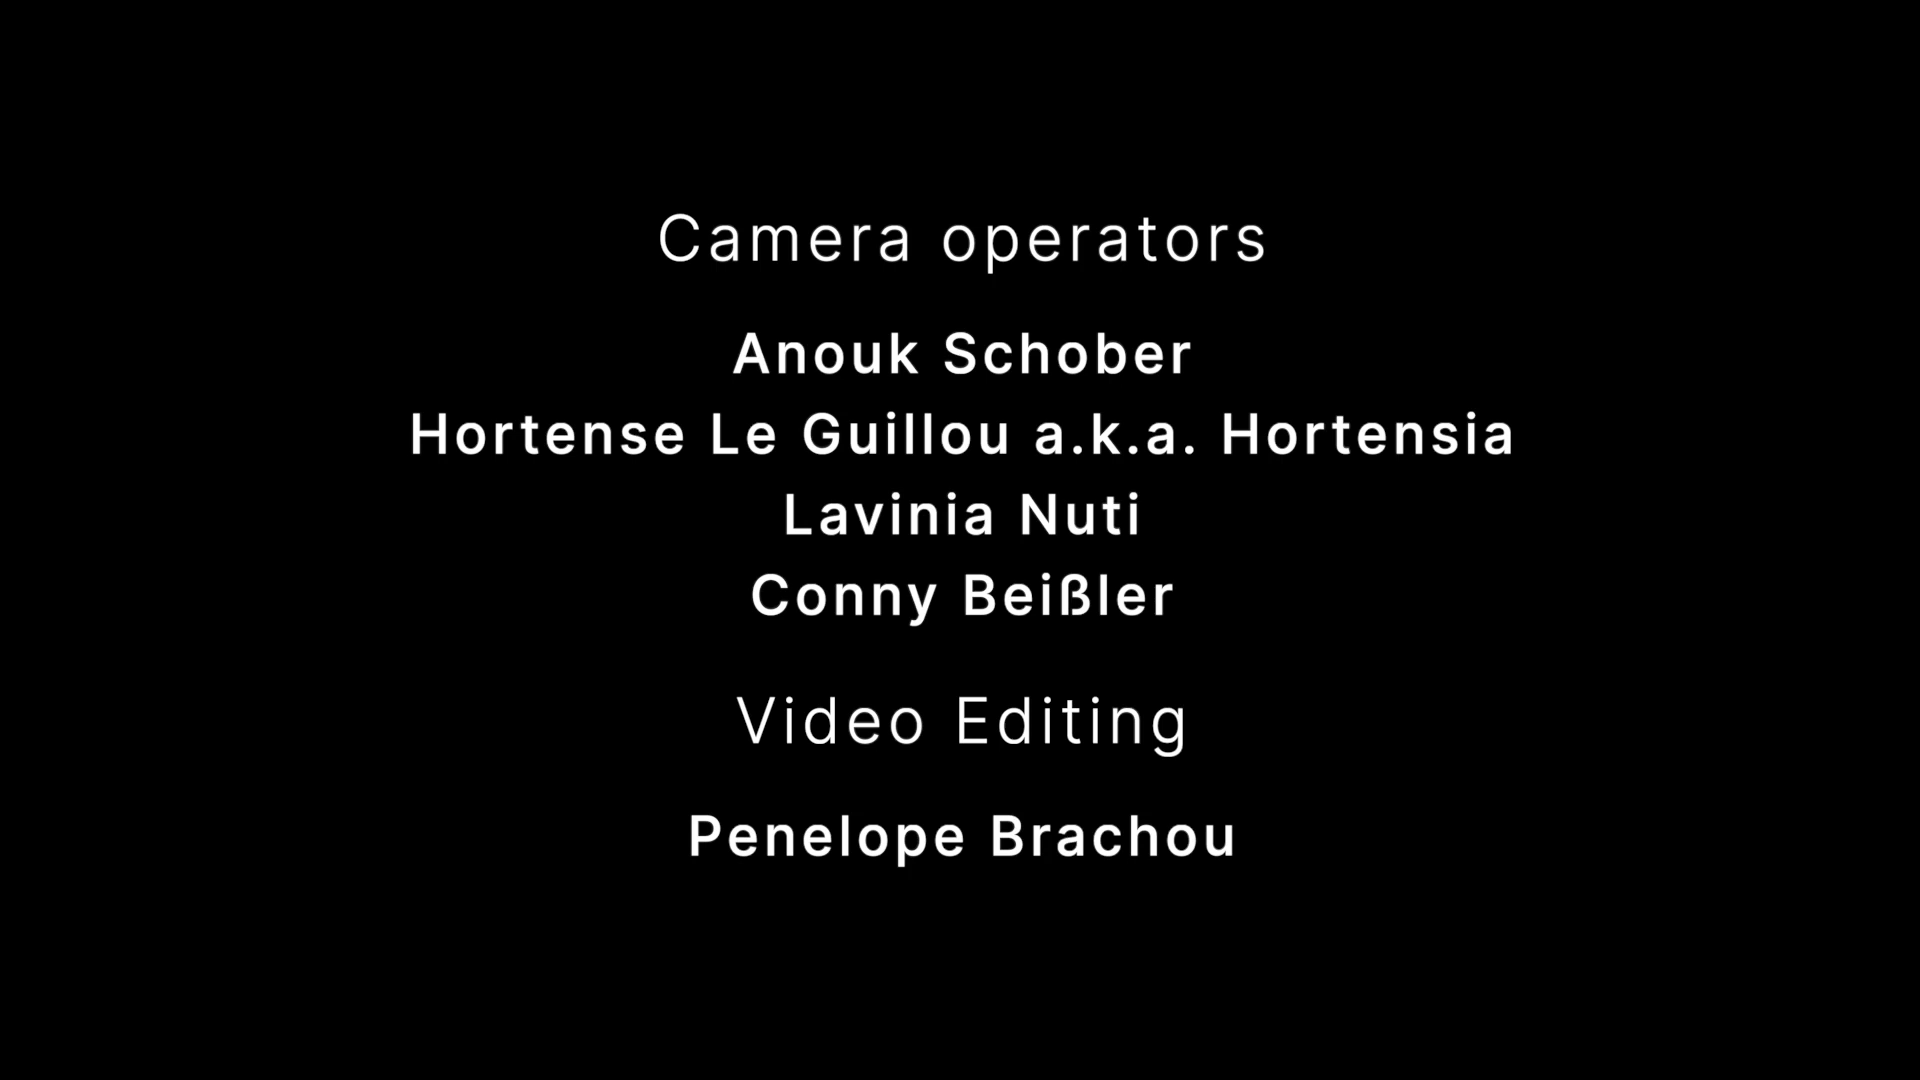 Camera operators
Anouk Schober
Hortense Le Guillou a.k.a. Hortensia
Lavinia Nuti
Conny Beißler
Video Editing
Penelope Brachou